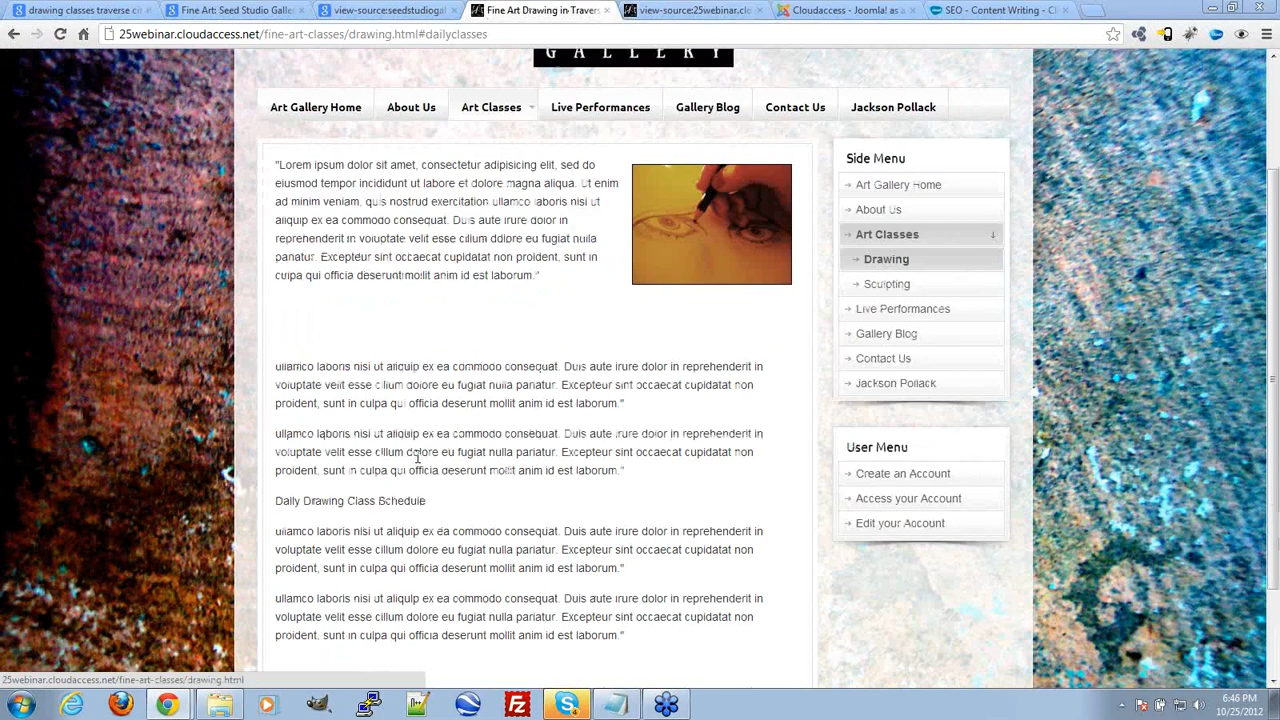 drawing classes traverse c
Fine Art: Seed Studio Galle
view-source:seedstudiogal
Fine Art Drawing in Traver
view-source:25webinar.clo
Cloudaccess - Joomla! as a
SEO - Content Writing - Cl
25webinar.cloudaccess.net/fine-art-classes/drawing.html#dailyclasses
GALLERY
Art Gallery Home About Us Art Classes Live Performances Gallery Blog Contact Us Jackson Pollack
"Lorem ipsum dolor sit amet, consectetur adipisicing elit, sed do
eiusmod tempor incididunt ut labore et dolore magna aliqua. Ut enim
ad minim veniam, quis nostrud exercitation ullamco laboris nisi ut
aliquip ex ea commodo consequat. Duis aute irure dolor in
reprehenderit in voluptate velit esse cillum dolore eu fugiat nulla
pariatur. Excepteur sint occaecat cupidatat non proident, sunt in
culpa qui officia deserunt mollit anim id est laborum."
ullamco laboris nisi ut aliquip ex ea commodo consequat. Duis aute irure dolor in reprehenderit in
voluptate velit esse cillum dolore eu fugiat nulla pariatur. Excepteur sint occaecat cupidatat non
proident, sunt in culpa qui officia deserunt mollit anim id est laborum."
ullamco laboris nisi ut aliquip ex ea commodo consequat. Duis aute irure dolor in reprehenderit in
voluptate velit esse cillum dolore eu fugiat nulla pariatur. Excepteur sint occaecat cupidatat non
proident, sunt in culpa qui officia deserunt mollit anim id est laborum."
Daily Drawing Class Schedule
ullamco laboris nisi ut aliquip ex ea commodo consequat. Duis aute irure dolor in reprehenderit in
voluptate velit esse cillum dolore eu fugiat nulla pariatur. Excepteur sint occaecat cupidatat non
proident, sunt in culpa qui officia deserunt mollit anim id est laborum."
ullamco laboris nisi ut aliquip ex ea commodo consequat. Duis aute irure dolor in reprehenderit in
voluptate velit esse cillum dolore eu fugiat nulla pariatur. Excepteur sint occaecat cupidatat non
proident, sunt in culpa qui officia deserunt mollit anim id est laborum."
Side Menu
Art Gallery Home
About Us
Art Classes
Drawing
Sculpting
Live Performances
Gallery Blog
Contact Us
Jackson Pollack
User Menu
Create an Account
Access your Account
Edit your Account
25webinar.cloudaccess.net/fine-art-classes/drawing.html
6:46 PM
10/25/2012